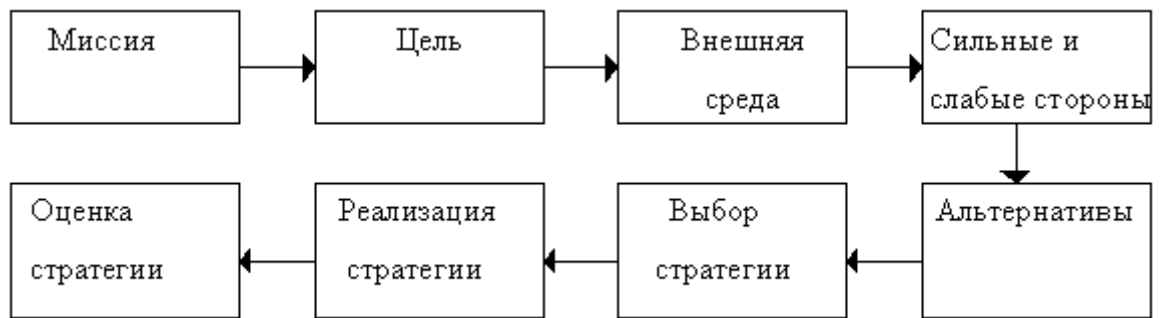 Миссия
Цель
Внешняя
среда
Сильные и
слабые стороны
Альтернативы
Выбор
стратегии
Реализация
стратегии
Оценка
стратегии